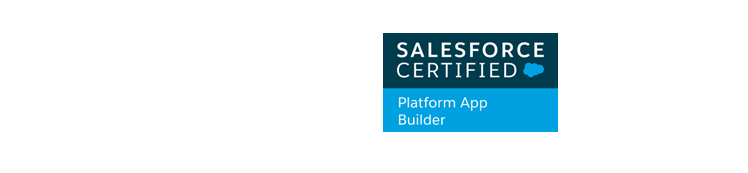 SALESFORCE
CERTIFIED
Platform App
Builder